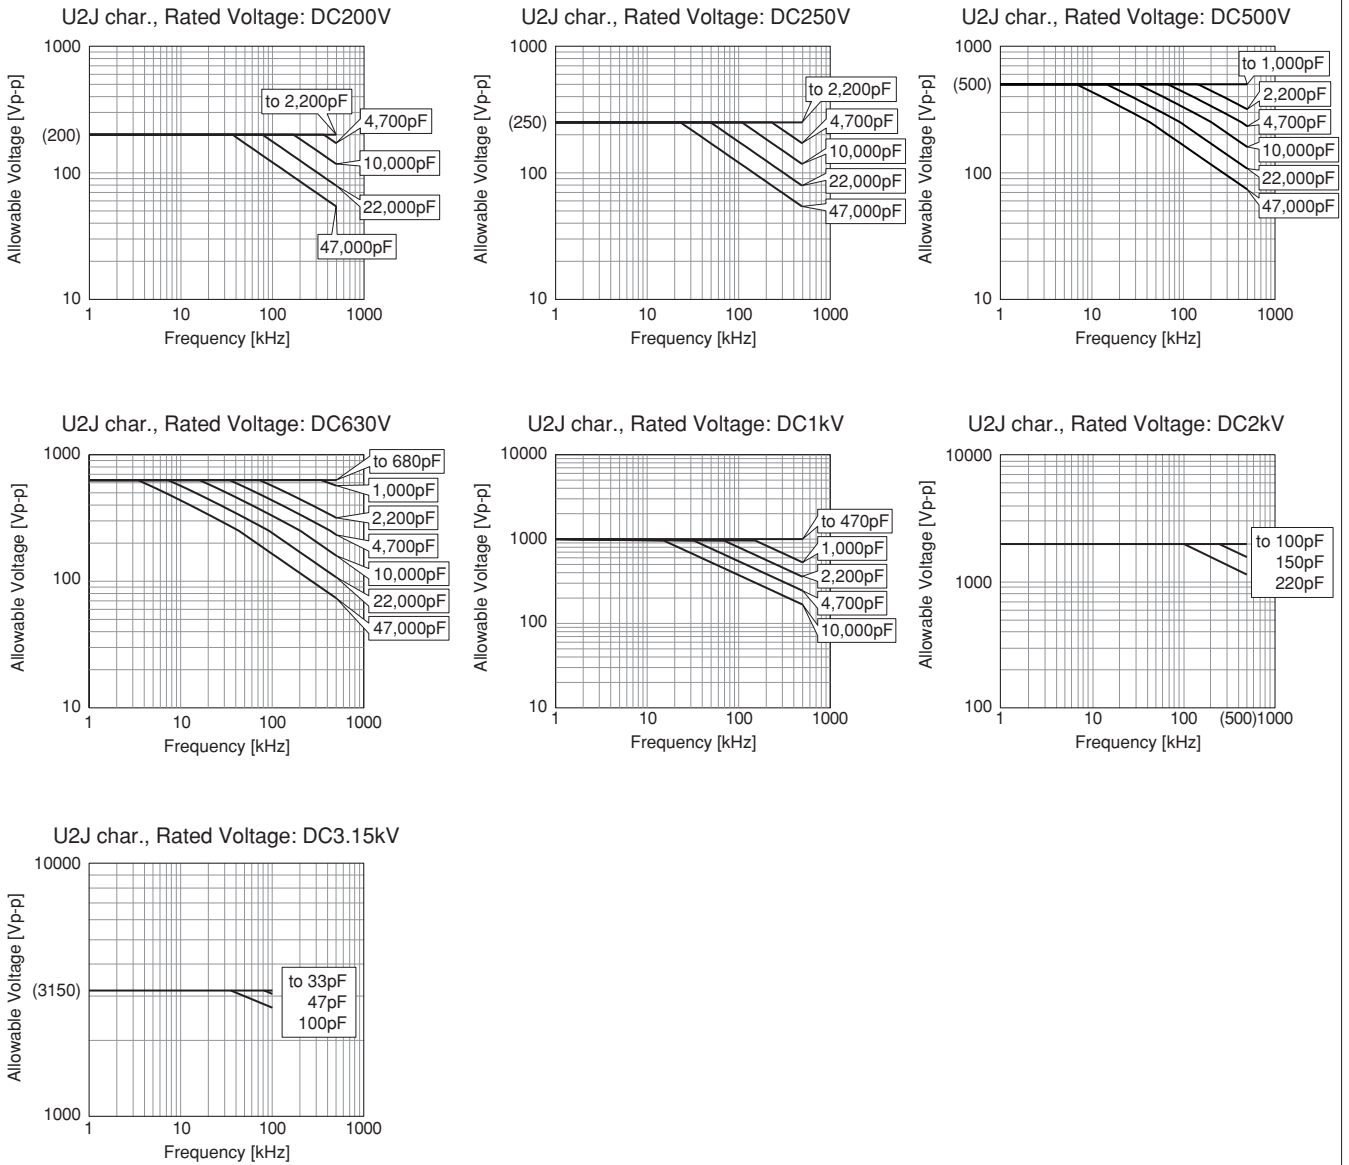 U2J char., Rated Voltage: DC200V
Allowable Voltage [Vp-p]
1000
(200)
100
10
to 2,200pF
4,700pF
10,000pF
22,000pF
47,000pF
1 10 100 1000
Frequency [kHz]
U2J char., Rated Voltage: DC250V
Allowable Voltage [Vp-p]
1000
(250)
100
10
to 2,200pF
4,700pF
10,000pF
22,000pF
47,000pF
1 10 100 1000
Frequency [kHz]
U2J char., Rated Voltage: DC500V
Allowable Voltage [Vp-p]
1000
(500)
100
10
to 1,000pF
2,200pF
4,700pF
10,000pF
22,000pF
47,000pF
1 10 100 1000
Frequency [kHz]
U2J char., Rated Voltage: DC630V
Allowable Voltage [Vp-p]
1000
100
10
to 680pF
1,000pF
2,200pF
4,700pF
10,000pF
22,000pF
47,000pF
1 10 100 1000
Frequency [kHz]
U2J char., Rated Voltage: DC1kV
Allowable Voltage [Vp-p]
10000
1000
100
10
to 470pF
1,000pF
2,200pF
4,700pF
10,000pF
1 10 100 1000
Frequency [kHz]
U2J char., Rated Voltage: DC2kV
Allowable Voltage [Vp-p]
10000
1000
100
to 100pF
150pF
220pF
1 10 100 (500)1000
Frequency [kHz]
U2J char., Rated Voltage: DC3.15kV
Allowable Voltage [Vp-p]
10000
(3150)
1000
to 33pF
47pF
100pF
1 10 100 1000
Frequency [kHz]